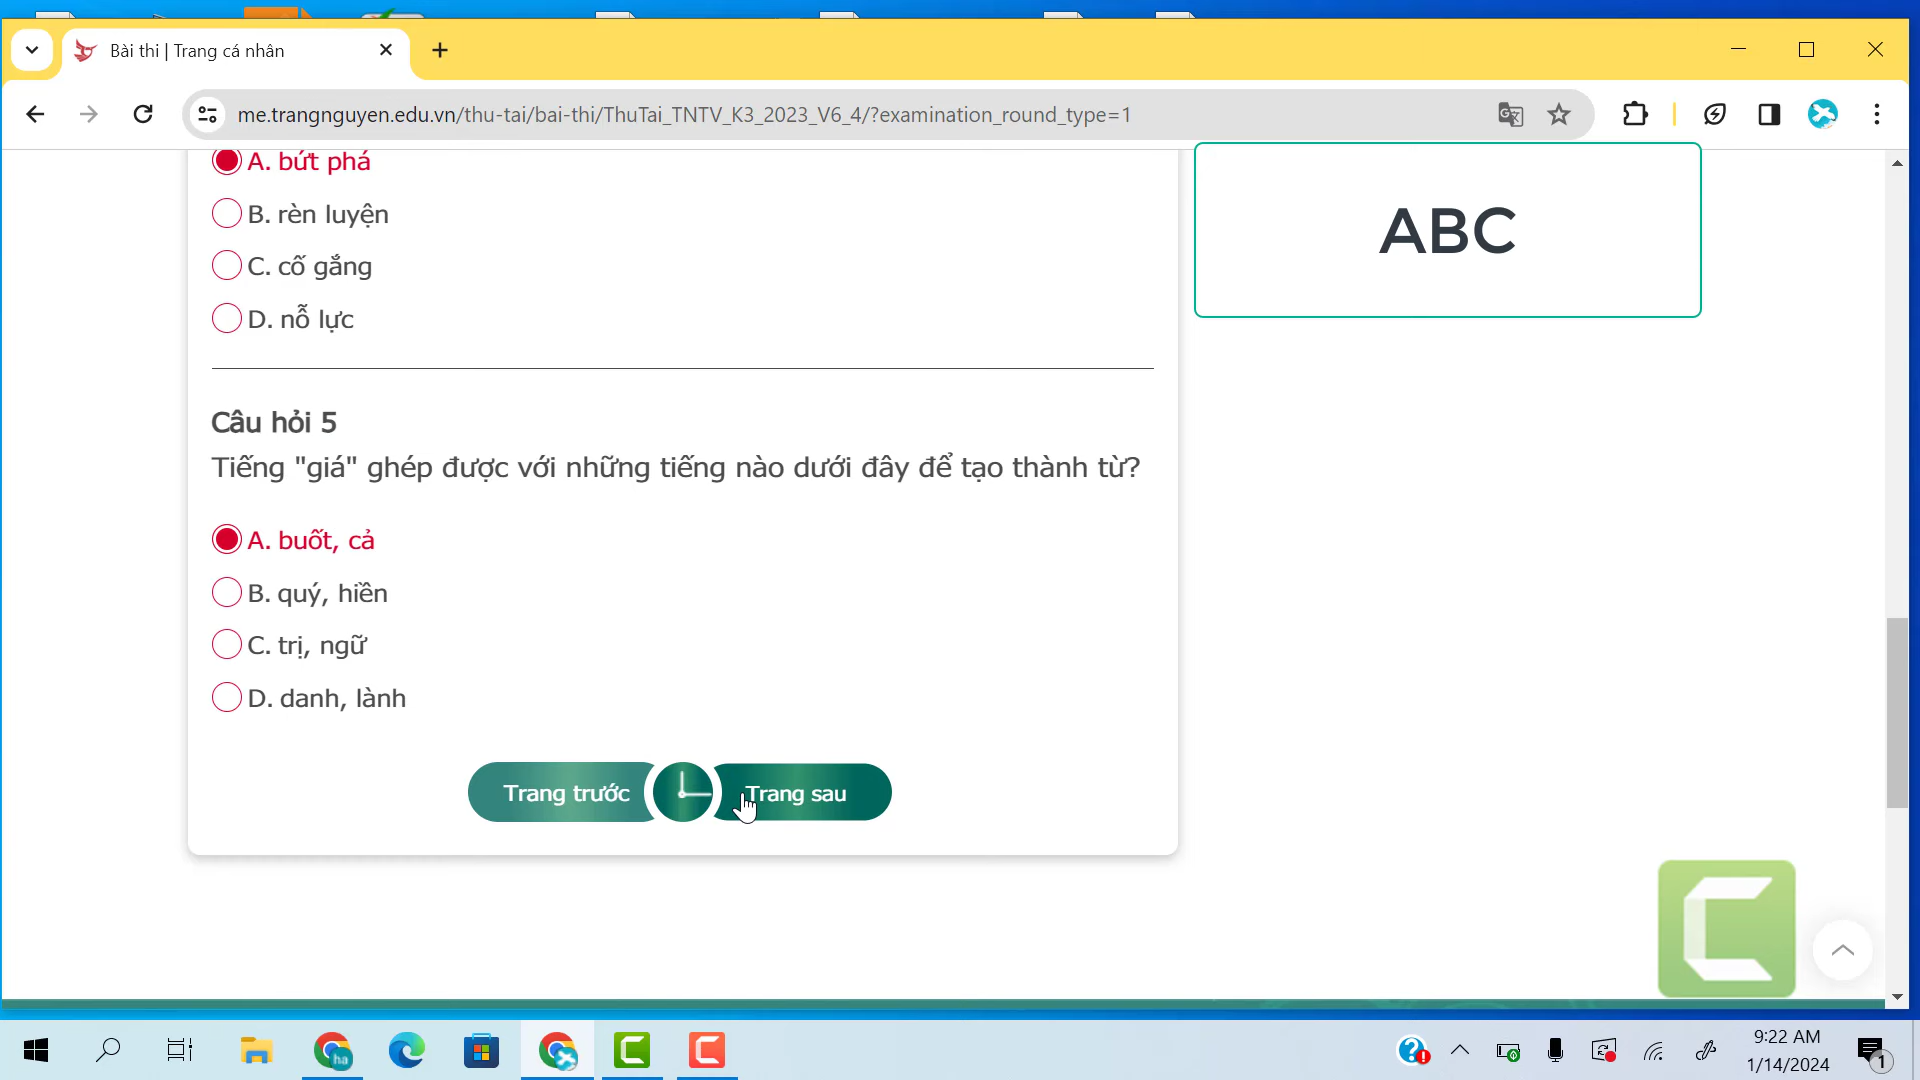 Bài thi | Trang cá nhân
me.trangnguyen.edu.vn/thu-tai/bai-thi/ThuTai_TNTV_K3_2023_V6_4/?examination_round_type=1
A. bứt phá
B. rèn luyện
C. cố gắng
D. nỗ lực
ABC
Câu hỏi 5
Tiếng "giá" ghép được với những tiếng nào dưới đây để tạo thành từ?
A. buốt, cả
B. quý, hiền
C. trị, ngữ
D. danh, lành
Trang trước
Trang sau
ha
9:22 AM
1/14/2024
1